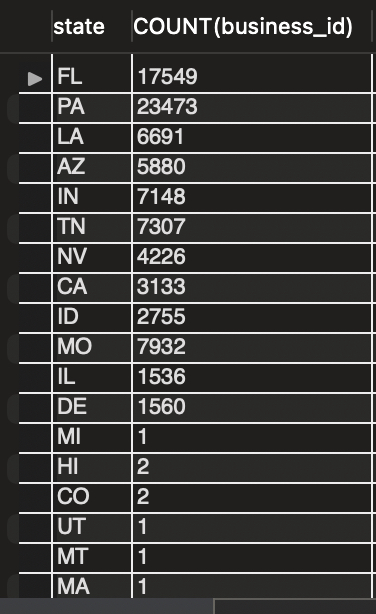 state COUNT(business_id)
FL 17549
PA 23473
LA 6691
AZ 5880
IN 7148
TN 7307
NV 4226
CA 3133
ID 2755
MO 7932
IL 1536
DE 1560
MI 1
HI 2
CO 2
UT 1
MT 1
MA 1